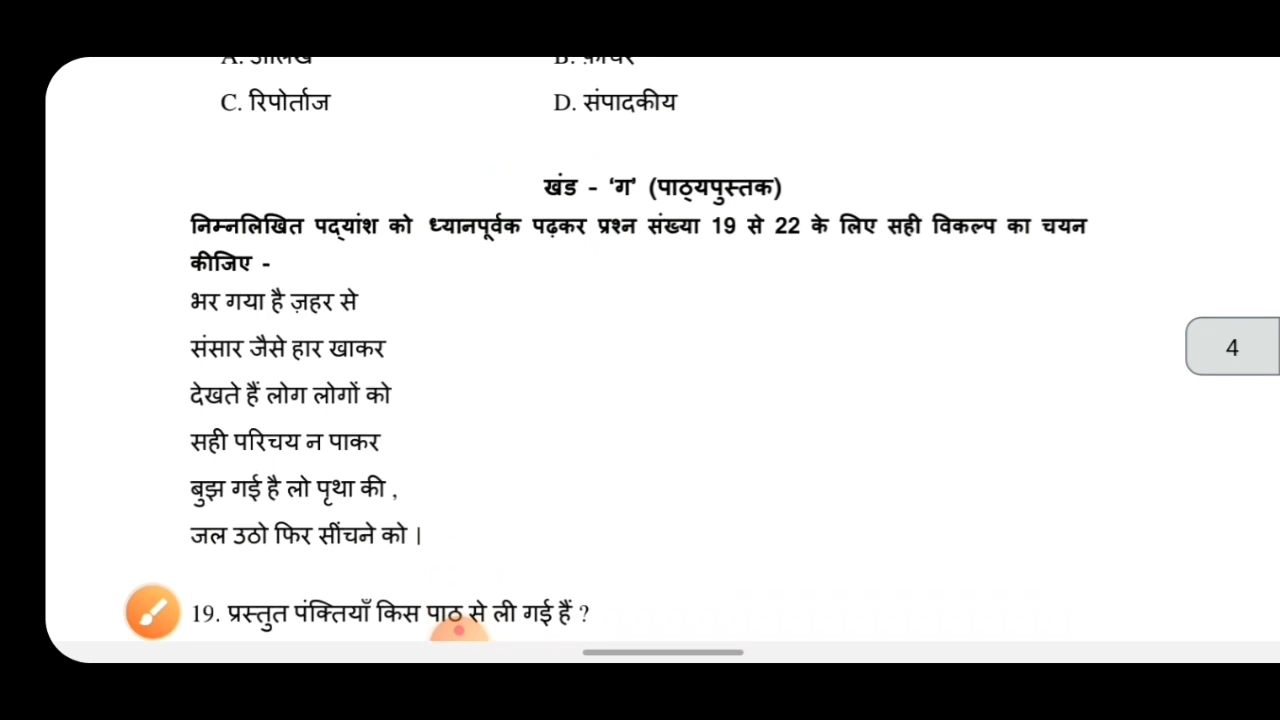 C. रिपोर्ताज D. संपादकीय
खंड - 'ग' (पाठ्यपुस्तक)
निम्नलिखित पद्यांश को ध्यानपूर्वक पढ़कर प्रश्न संख्या 19 से 22 के लिए सही विकल्प का चयन
कीजिए -
भर गया है ज़हर से
संसार जैसे हार खाकर
4
देखते हैं लोग लोगों को
सही परिचय न पाकर
बुझ गई है लो पृथा की ,
जल उठो फिर सींचने को |
19. प्रस्तुत पंक्तियाँ किस पाठ से ली गई हैं ?